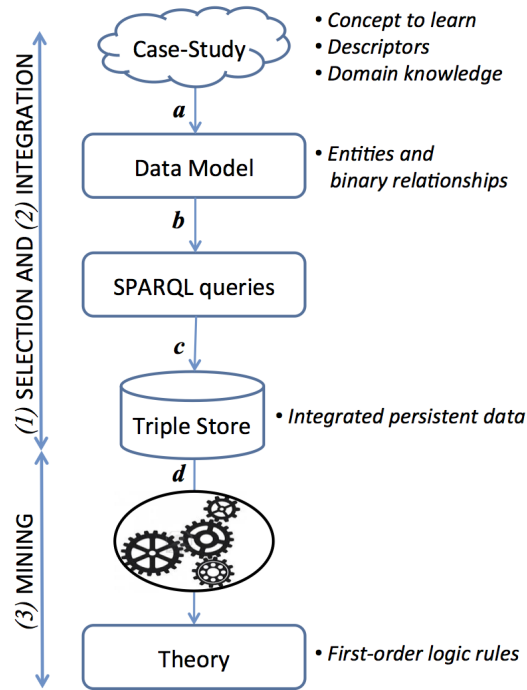 Case-Study
• Concept to learn
• Descriptors
• Domain knowledge
a
Data Model
• Entities and
binary relationships
b
SPARQL queries
c
Triple Store
• Integrated persistent data
d
Theory
• First-order logic rules
(1) SELECTION AND (2) INTEGRATION
(3) MINING